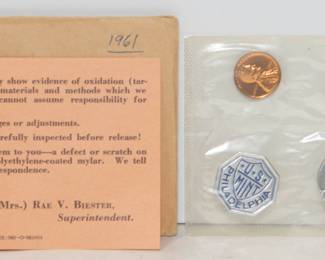 1961
y show evidence of oxidation (tar-
materials and methods which we
cannot assume responsibility for
ges or adjustments.
refully inspected before release!
em to you—a defect or scratch on
olyethylene-coated mylar. We tell
respondence.
Mrs.) RAE V. BIESTER,
Superintendent.
U·S
MINT
PHILADELPHIA